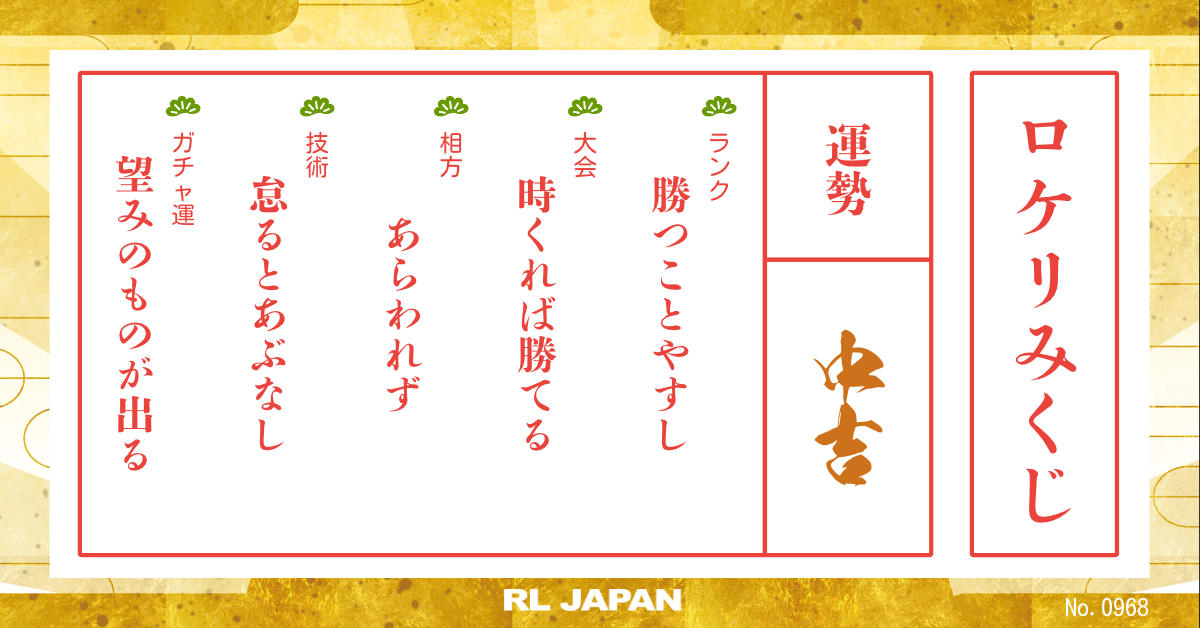 ロケリみくじ
運勢
中吉
ランク
勝つことやすし
大会
時くれば勝てる
相方
あらわれず
技術
怠るとあぶなし
ガチャ運
望みのものが出る
RL JAPAN
No. 0968